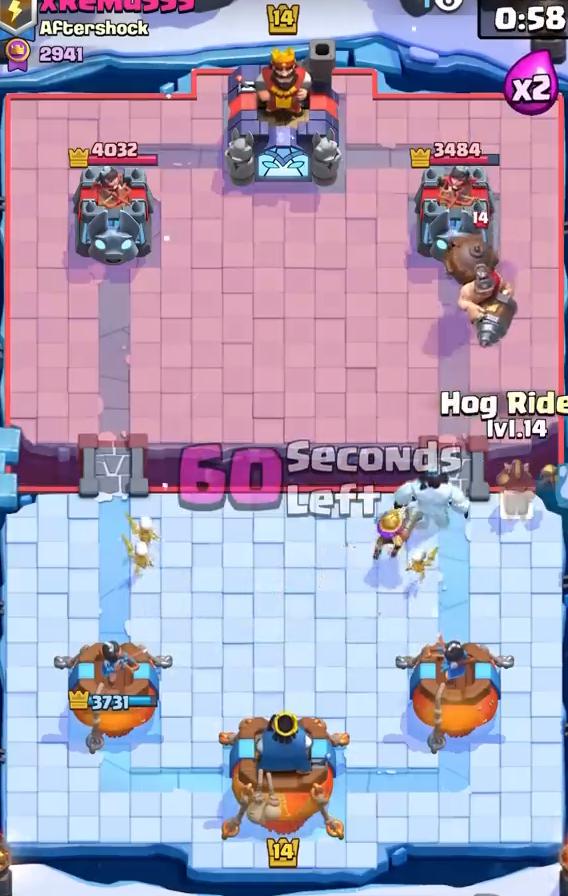 Aftershock
2941
14
0:58
x2
4032
3484
14
Hog Ride
lvl.14
60 Seconds
Left
3731
14